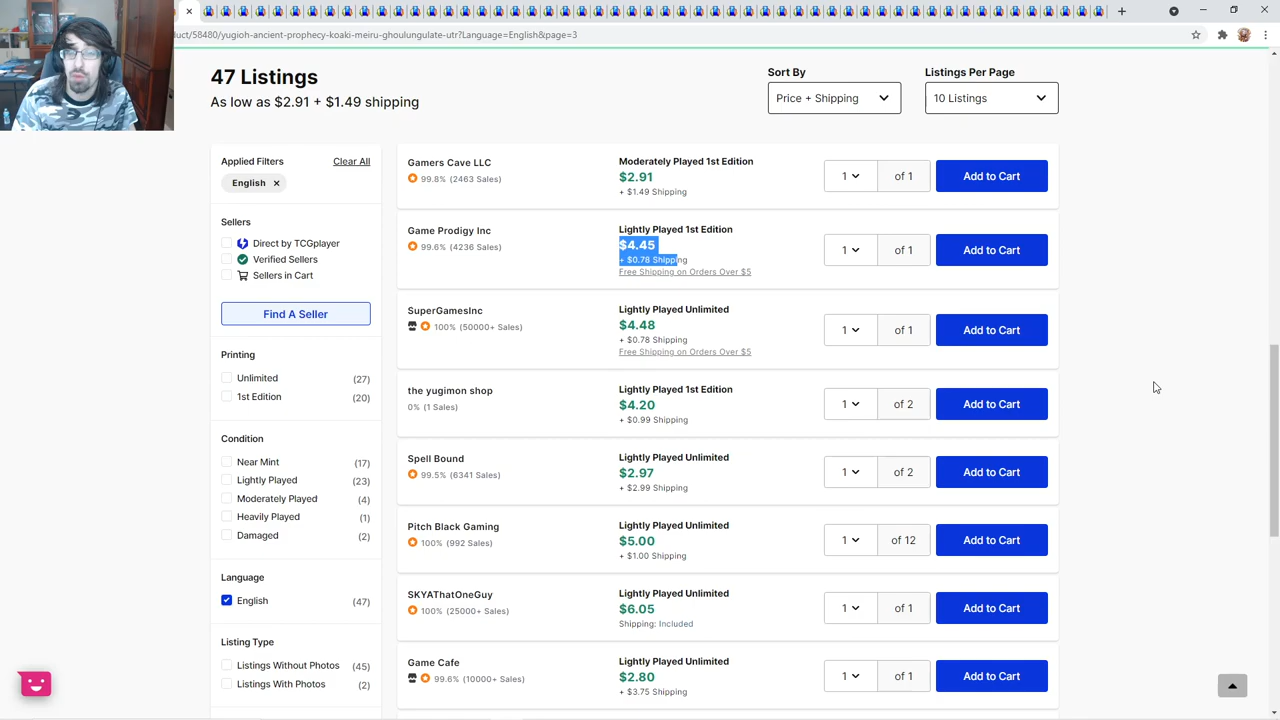 duct/58480/yugioh-ancient-prophecy-koaki-meiru-ghoulungulate-utr?Language=English&page=3
47 Listings
As low as $2.91 + $1.49 shipping
Sort By
Price + Shipping
Listings Per Page
10 Listings
Applied Filters
Clear All
English
Sellers
Direct by TCGplayer
Verified Sellers
Sellers in Cart
Find A Seller
Printing
Unlimited (27)
1st Edition (20)
Condition
Near Mint (17)
Lightly Played (23)
Moderately Played (4)
Heavily Played (1)
Damaged (2)
Language
English (47)
Listing Type
Listings Without Photos (45)
Listings With Photos (2)
Gamers Cave LLC
99.8% (2463 Sales)
Moderately Played 1st Edition
$2.91
+ $1.49 Shipping
1 of 1 Add to Cart
Game Prodigy Inc
99.6% (4236 Sales)
Lightly Played 1st Edition
$4.45
+ $0.78 Shipping
Free Shipping on Orders Over $5
1 of 1 Add to Cart
SuperGamesInc
100% (50000+ Sales)
Lightly Played Unlimited
$4.48
+ $0.78 Shipping
Free Shipping on Orders Over $5
1 of 1 Add to Cart
the yugimon shop
0% (1 Sales)
Lightly Played 1st Edition
$4.20
+ $0.99 Shipping
1 of 2 Add to Cart
Spell Bound
99.5% (6341 Sales)
Lightly Played Unlimited
$2.97
+ $2.99 Shipping
1 of 2 Add to Cart
Pitch Black Gaming
100% (992 Sales)
Lightly Played Unlimited
$5.00
+ $1.00 Shipping
1 of 12 Add to Cart
SKYAThatOneGuy
100% (25000+ Sales)
Lightly Played Unlimited
$6.05
Shipping: Included
1 of 1 Add to Cart
Game Cafe
99.6% (10000+ Sales)
Lightly Played Unlimited
$2.80
+ $3.75 Shipping
1 of 1 Add to Cart